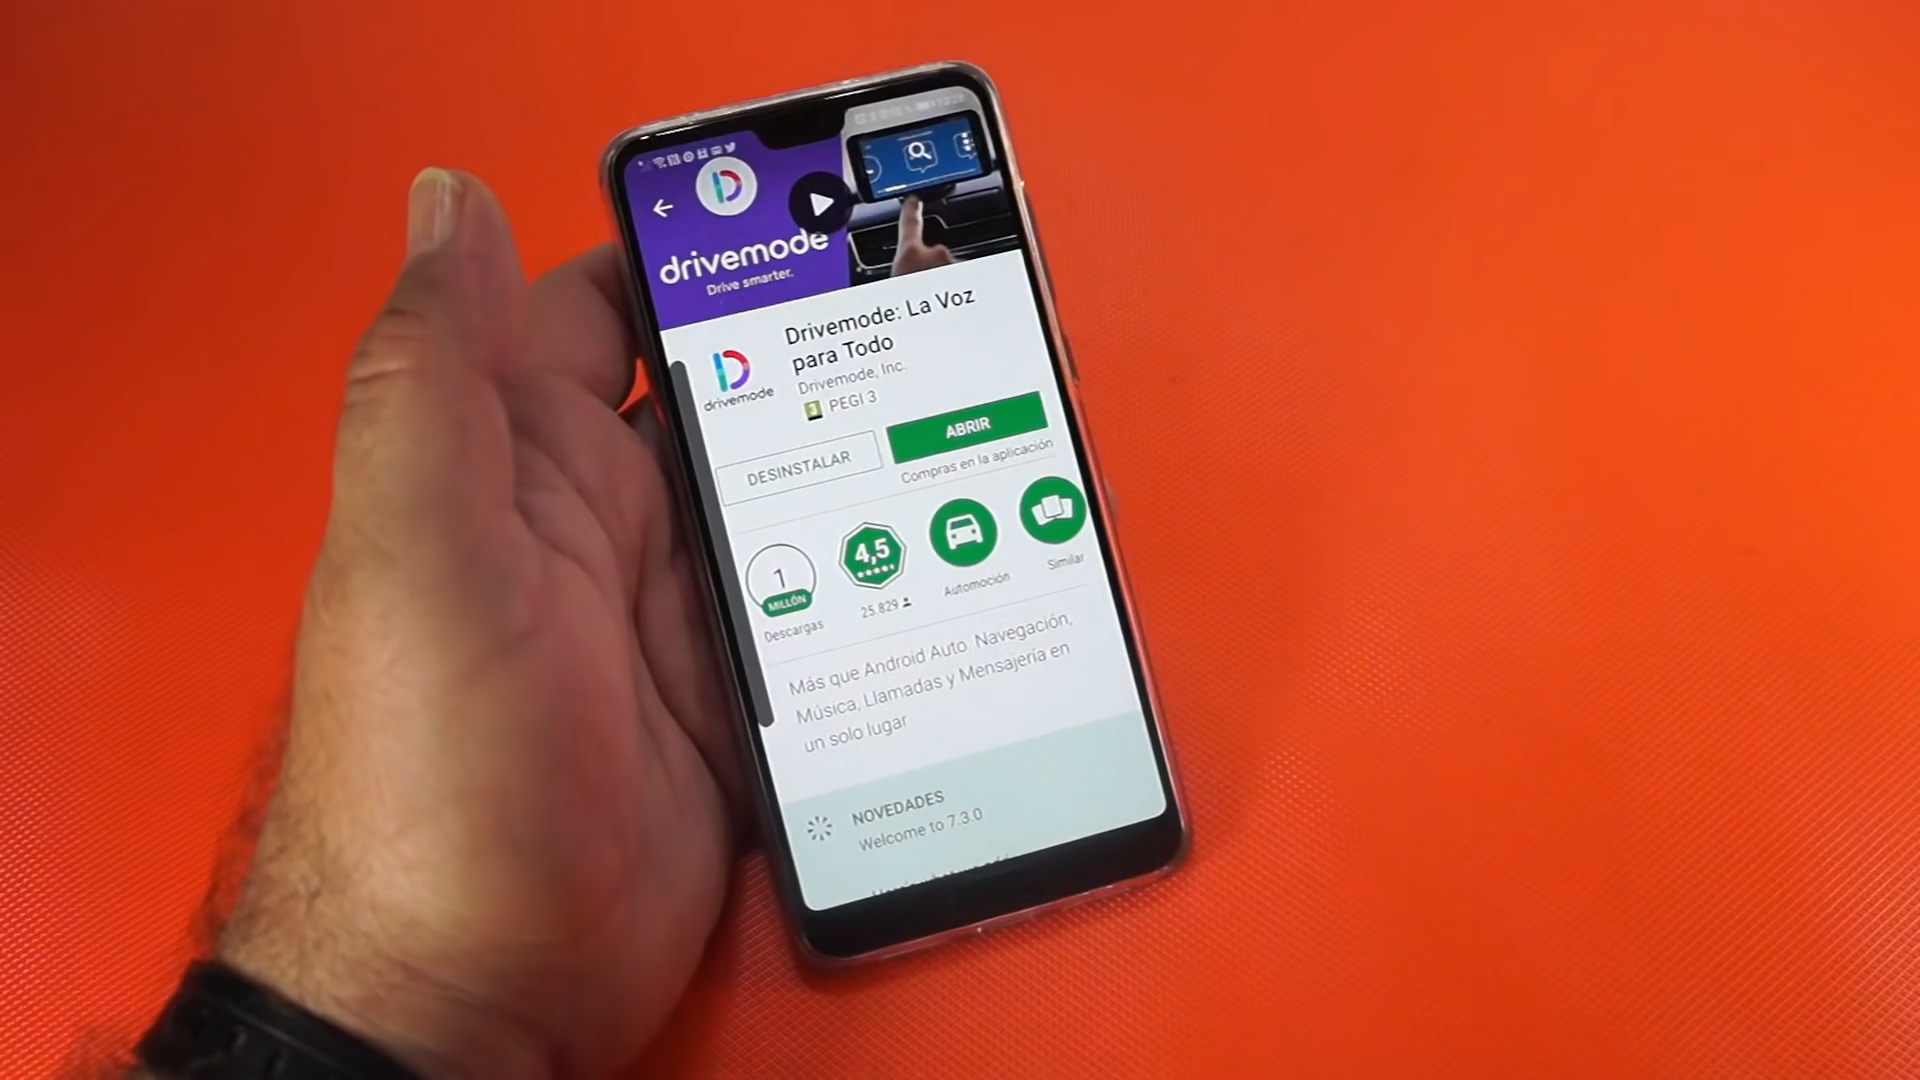 drivemode
Drive smarter.
Drivemode: La Voz
para Todo
Drivemode, Inc.
3 PEGI 3
drivemode
DESINSTALAR
ABRIR
Compras en la aplicación
1
MILLÓN
Descargas
4,5
25.829
Automoción
Similar
Más que Android Auto. Navegación,
Música, Llamadas y Mensajería en
un solo lugar
NOVEDADES
Welcome to 7.3.0